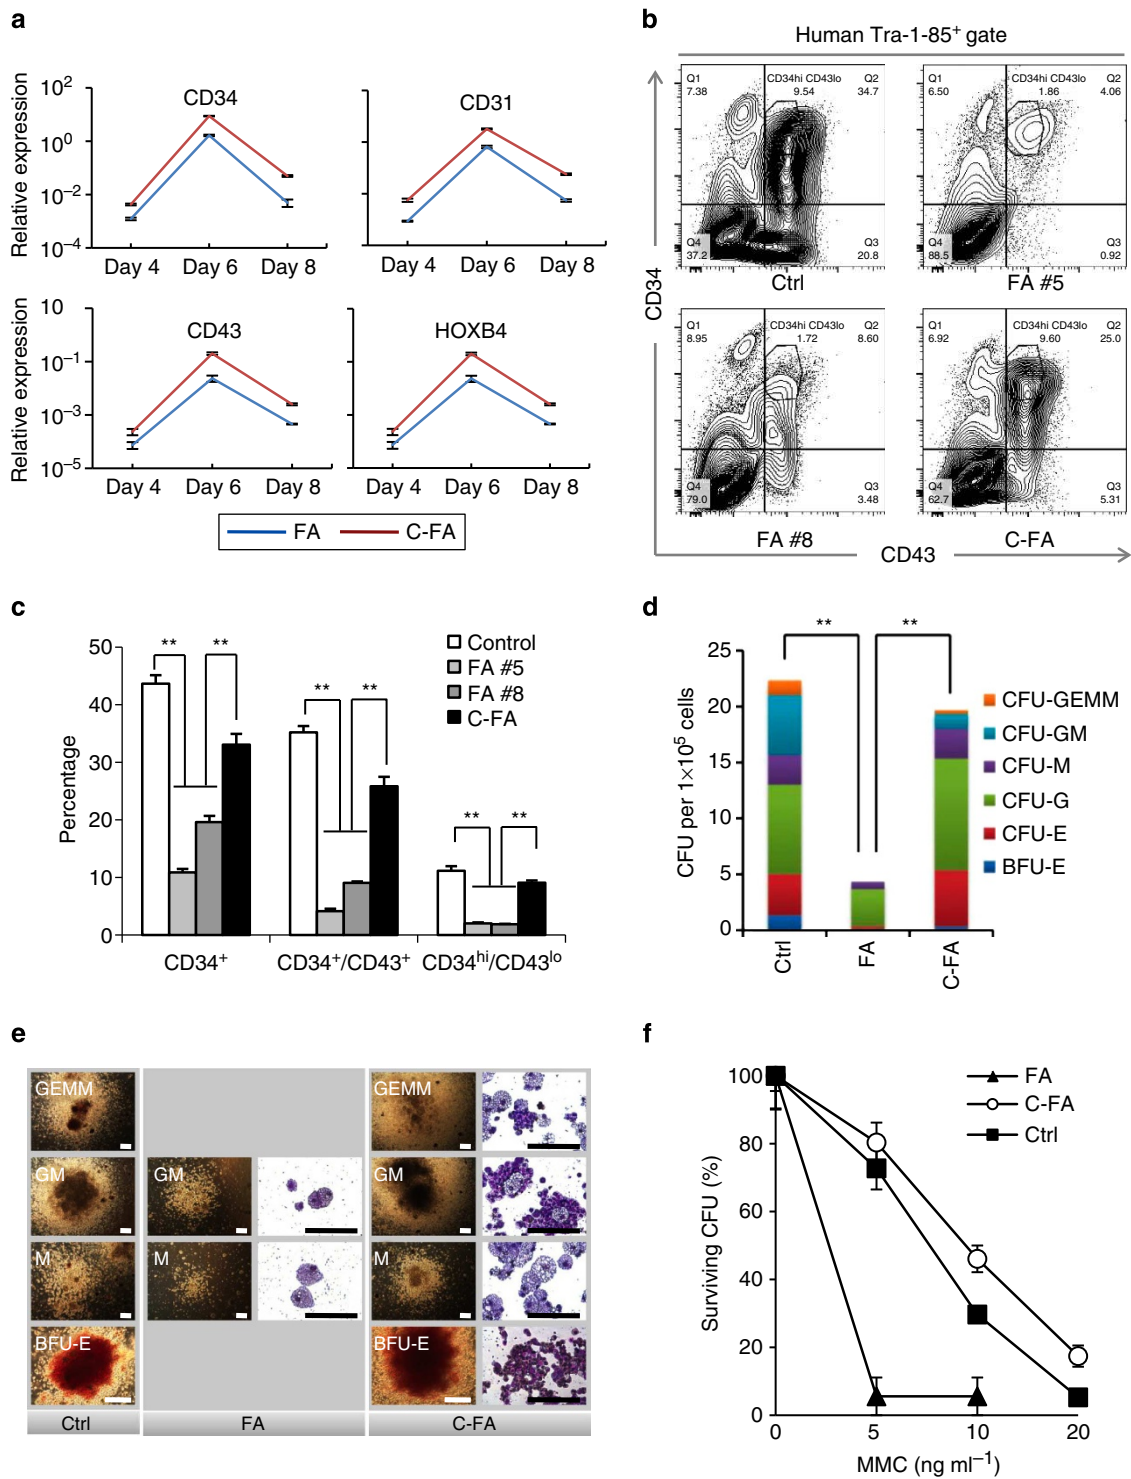 a
Relative expression
10²
10⁰
10⁻²
10⁻⁴
CD34
Day 4 Day 6 Day 8
CD31
Day 4 Day 6 Day 8
Relative expression
10
10⁻¹
10⁻³
10⁻⁵
CD43
Day 4 Day 6 Day 8
HOXB4
Day 4 Day 6 Day 8
FA C-FA
b
Human Tra-1-85⁺ gate
CD34
Q1
7.38
CD34hi CD43lo
9.54
Q2
34.7
Q4
37.2
Q3
20.8
Ctrl
Q1
6.50
CD34hi CD43lo
1.86
Q2
4.06
Q4
88.5
Q3
0.92
FA #5
Q1
8.95
CD34hi CD43lo
1.72
Q2
8.60
Q4
79.0
Q3
3.48
FA #8
Q1
6.92
CD34hi CD43lo
9.60
Q2
25.0
Q4
62.7
Q3
5.31
C-FA
CD43
c
Percentage
50
40
30
20
10
0
** **
** **
** **
Control
FA #5
FA #8
C-FA
CD34⁺ CD34⁺/CD43⁺ CD34ʰⁱ/CD43ˡᵒ
d
CFU per 1×10⁵ cells
25
20
15
10
5
0
** **
CFU-GEMM
CFU-GM
CFU-M
CFU-G
CFU-E
BFU-E
Ctrl
FA
C-FA
e
GEMM GEMM
GM GM GM
M M M
BFU-E BFU-E
Ctrl FA C-FA
f
Surviving CFU (%)
100
80
60
40
20
0
FA
C-FA
Ctrl
0 5 10 20
MMC (ng ml⁻¹)